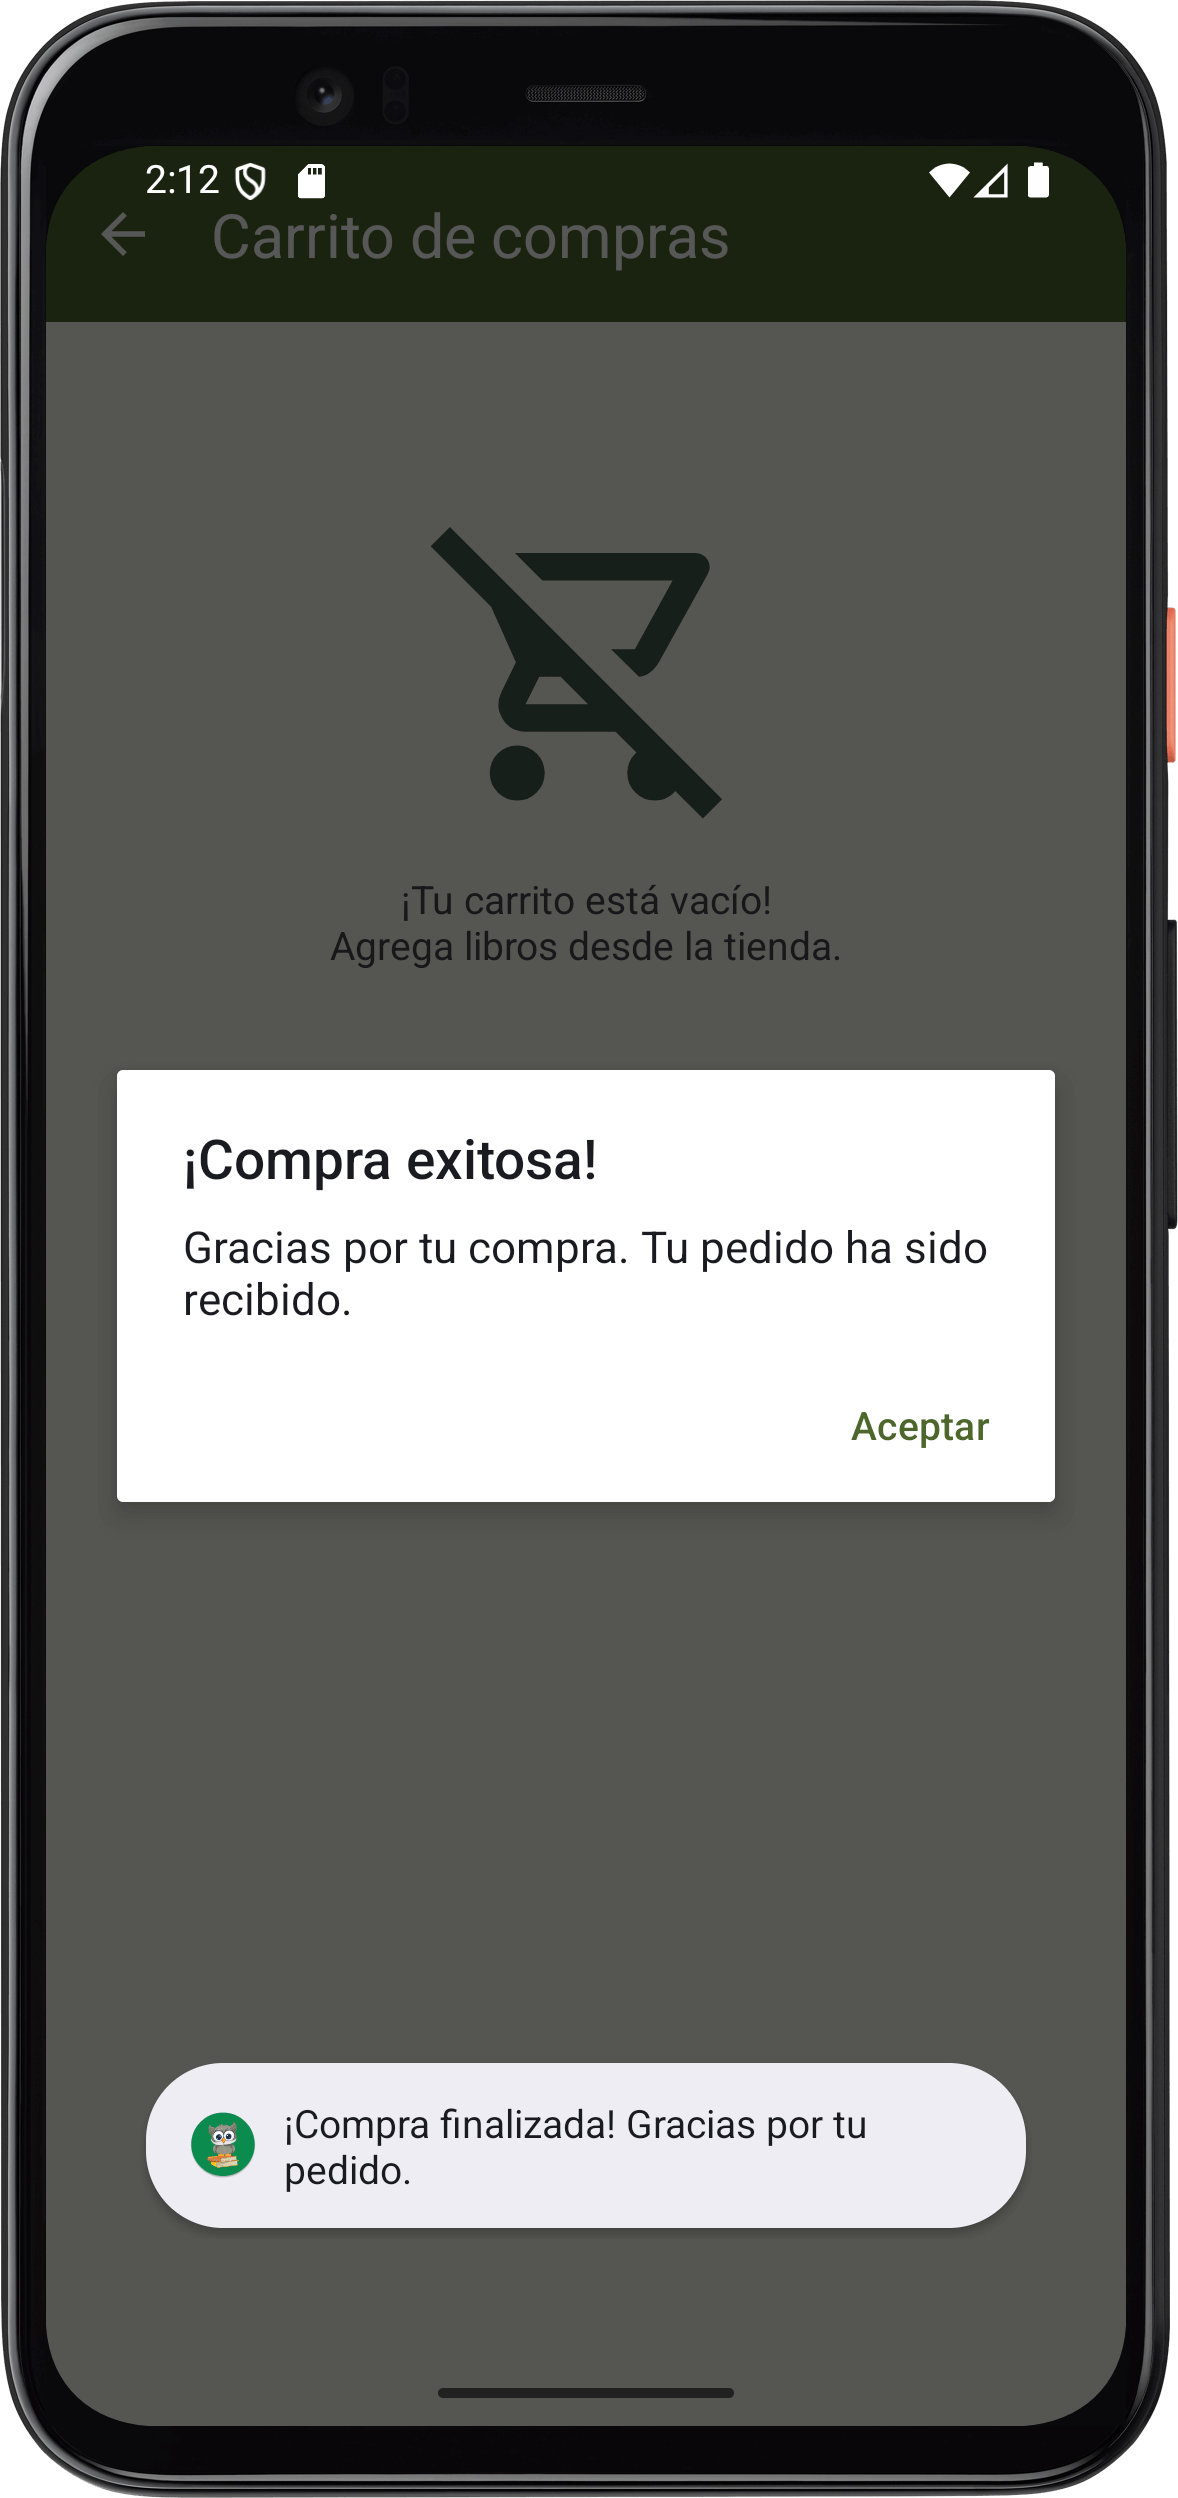 2:12
Carrito de compras
¡Tu carrito está vacío!
Agrega libros desde la tienda.
¡Compra exitosa!
Gracias por tu compra. Tu pedido ha sido
recibido.
Aceptar
¡Compra finalizada! Gracias por tu
pedido.